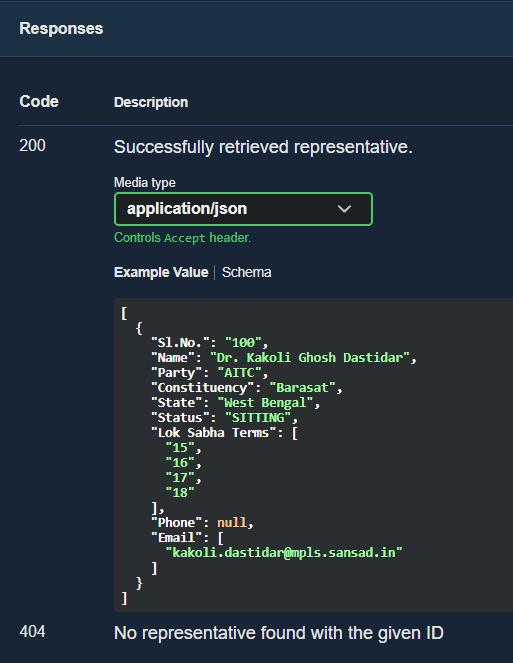 Responses
Code Description
200 Successfully retrieved representative.
Media type
application/json
Controls Accept header.
Example Value | Schema
[
  {
    "Sl.No.": "100",
    "Name": "Dr. Kakoli Ghosh Dastidar",
    "Party": "AITC",
    "Constituency": "Barasat",
    "State": "West Bengal",
    "Status": "SITTING",
    "Lok Sabha Terms": [
      "15",
      "16",
      "17",
      "18"
    ],
    "Phone": null,
    "Email": [
      "kakoli.dastidar@mpls.sansad.in"
    ]
  }
]
404 No representative found with the given ID